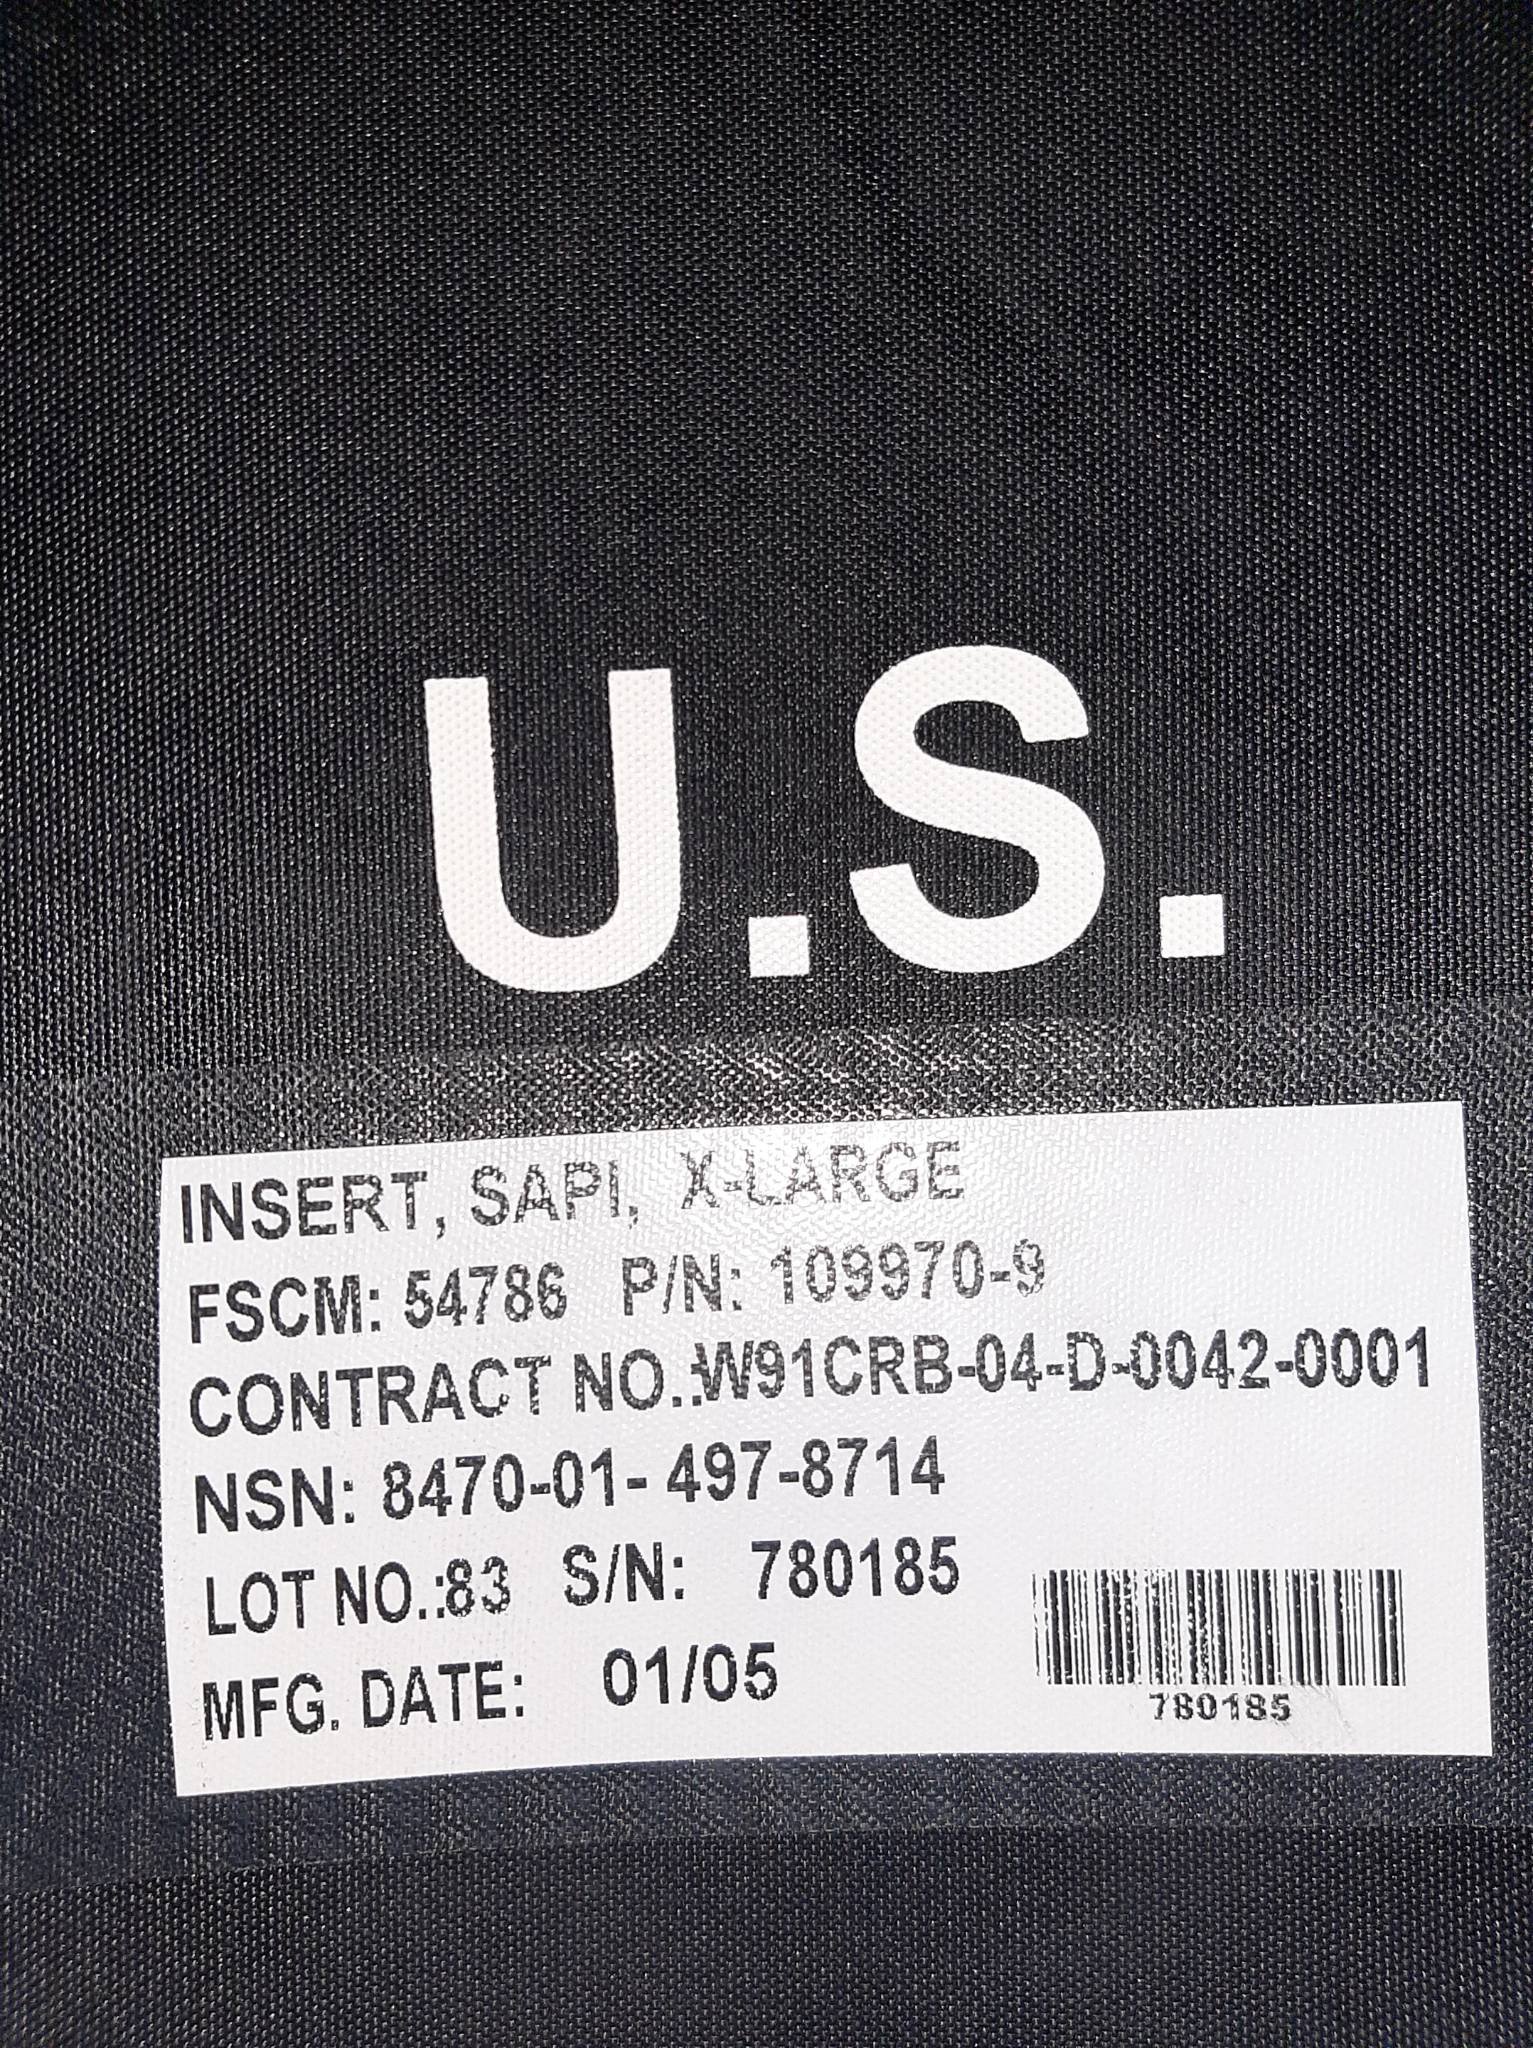 U.S.
INSERT, SAPI, X-LARGE
FSCM: 54786 P/N: 109970-9
CONTRACT NO.:W91CRB-04-D-0042-0001
NSN: 8470-01- 497-8714
LOT NO.:83 S/N: 780185
MFG. DATE: 01/05
780185